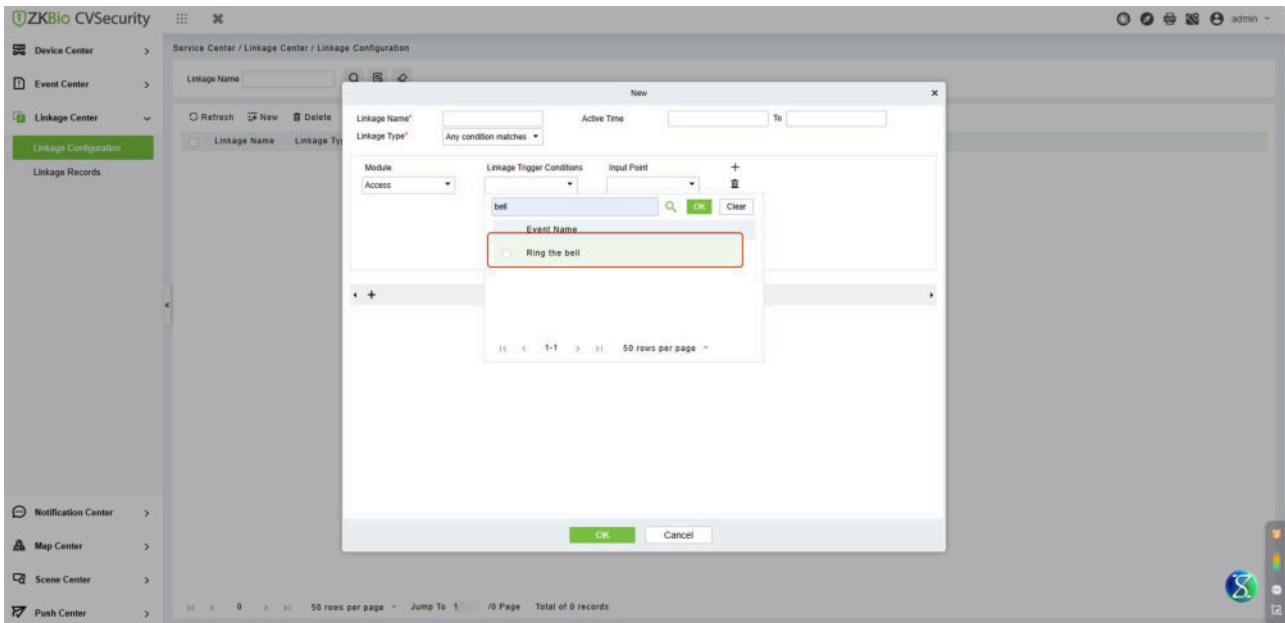 ZKBio CVSecurity
admin
Device Center
Service Center / Linkage Center / Linkage Configuration
Event Center
Linkage Name
New
Linkage Center
Refresh New Delete
Linkage Name* Active Time To
Linkage Type* Any condition matches
Linkage Configuration
Linkage Name Linkage Ty
Linkage Records
Module Linkage Trigger Conditions Input Point
Access
bell OK Clear
Event Name
Ring the bell
1-1 50 rows per page
OK Cancel
Notification Center
Map Center
Scene Center
Push Center
0 50 rows per page Jump To 1 /0 Page Total of 0 records